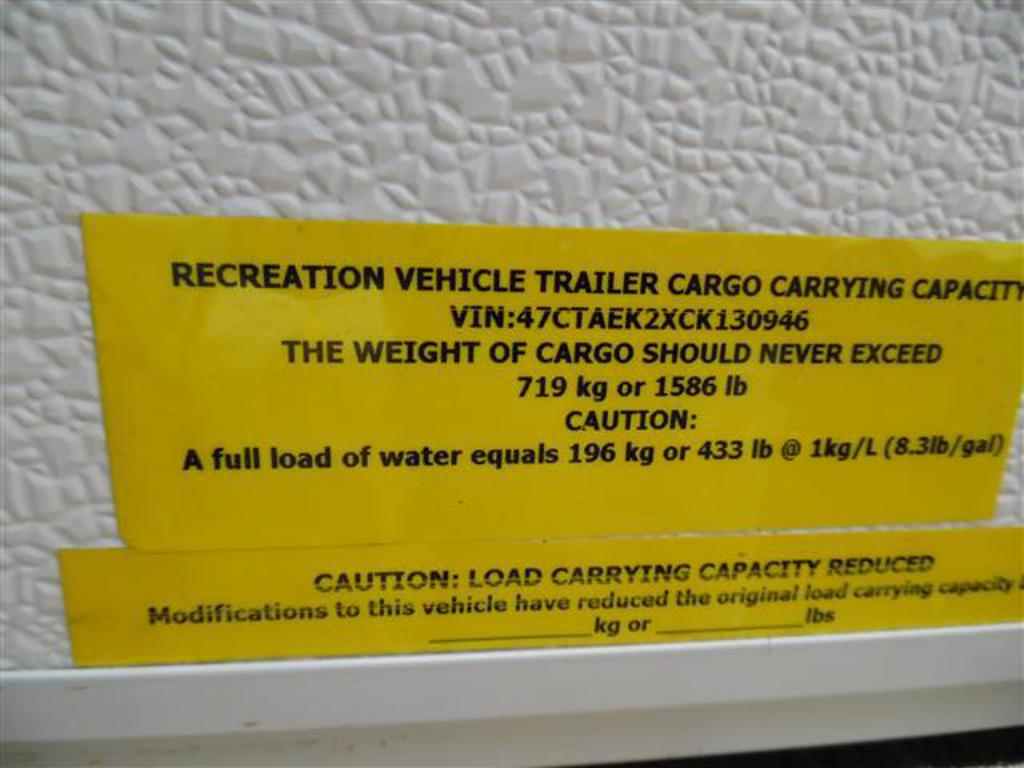 RECREATION VEHICLE TRAILER CARGO CARRYING CAPACITY
VIN:47CTAEK2XCK130946
THE WEIGHT OF CARGO SHOULD NEVER EXCEED
719 kg or 1586 lb
CAUTION:
A full load of water equals 196 kg or 433 lb @ 1kg/L (8.3lb/gal)
CAUTION: LOAD CARRYING CAPACITY REDUCED
Modifications to this vehicle have reduced the original load carrying capacity
____________kg or ____________lbs